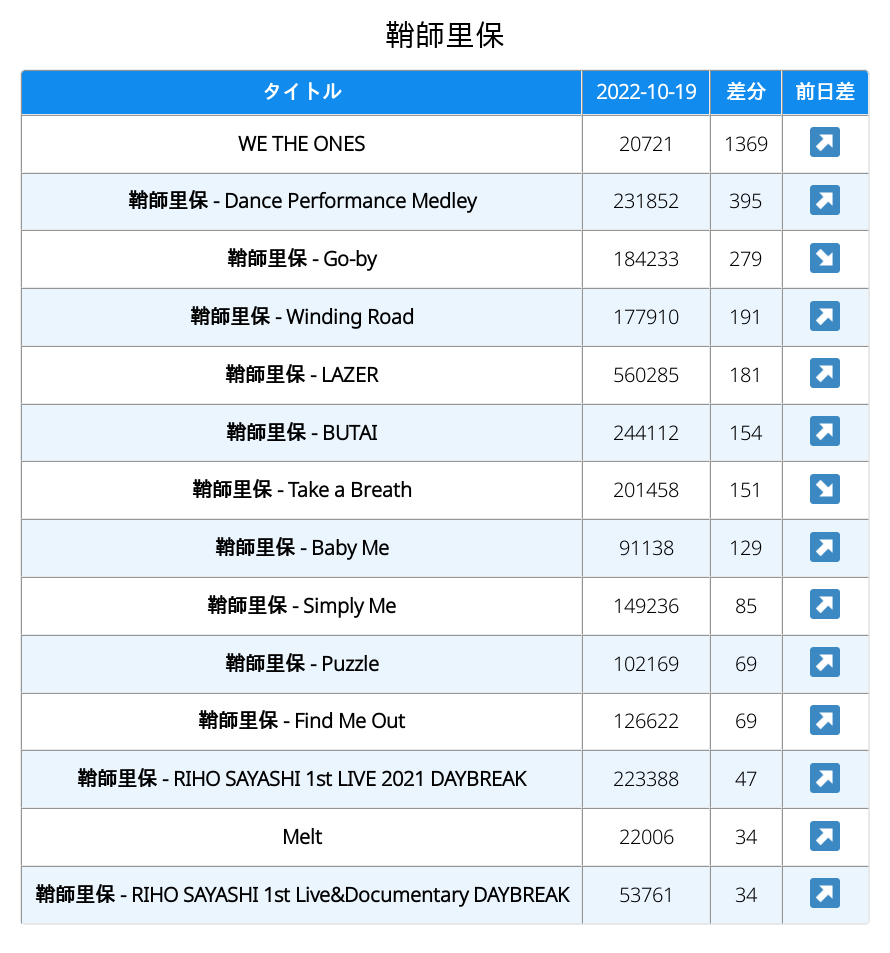 鞘師里保
タイトル 2022-10-19 差分 前日差
WE THE ONES 20721 1369
鞘師里保 - Dance Performance Medley 231852 395
鞘師里保 - Go-by 184233 279
鞘師里保 - Winding Road 177910 191
鞘師里保 - LAZER 560285 181
鞘師里保 - BUTAI 244112 154
鞘師里保 - Take a Breath 201458 151
鞘師里保 - Baby Me 91138 129
鞘師里保 - Simply Me 149236 85
鞘師里保 - Puzzle 102169 69
鞘師里保 - Find Me Out 126622 69
鞘師里保 - RIHO SAYASHI 1st LIVE 2021 DAYBREAK 223388 47
Melt 22006 34
鞘師里保 - RIHO SAYASHI 1st Live&Documentary DAYBREAK 53761 34